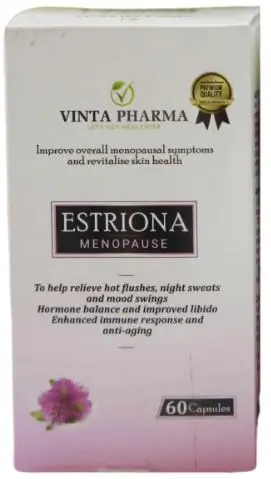 VINTA PHARMA
LETS GET HEALTHIER
PREMIUM
QUALITY
Improve overall menopausal symptoms
and revitalise skin health
ESTRIONA
MENOPAUSE
To help relieve hot flushes, night sweats
and mood swings
Hormone balance and improved libido
Enhanced immune response and
anti-aging
60 Capsules